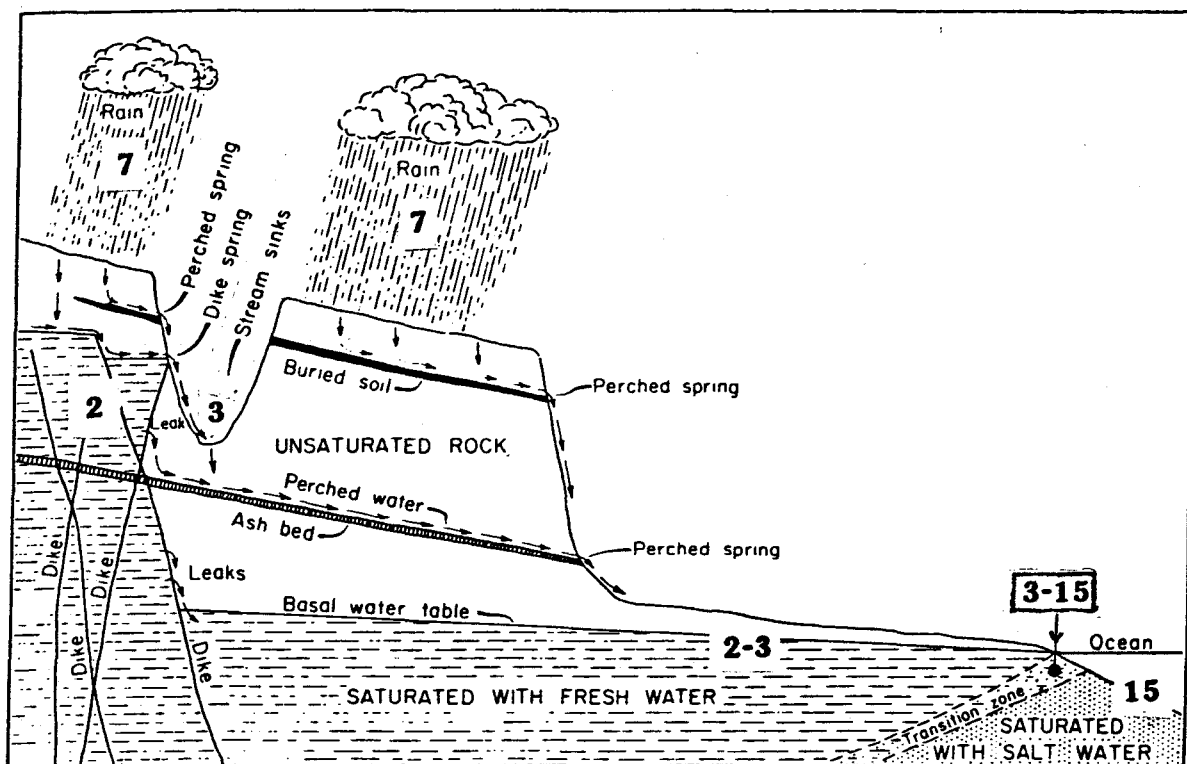 Rain
7
Rain
7
Perched spring
Dike spring
Stream sinks
Buried soil
Perched spring
2
3
Leak
UNSATURATED ROCK
Perched water
Ash bed
Perched spring
Dike
Dike
Leaks
Basal water table
3-15
Ocean
2-3
Dike
Dike
SATURATED WITH FRESH WATER
15
Transition zone
SATURATED
WITH SALT WATER